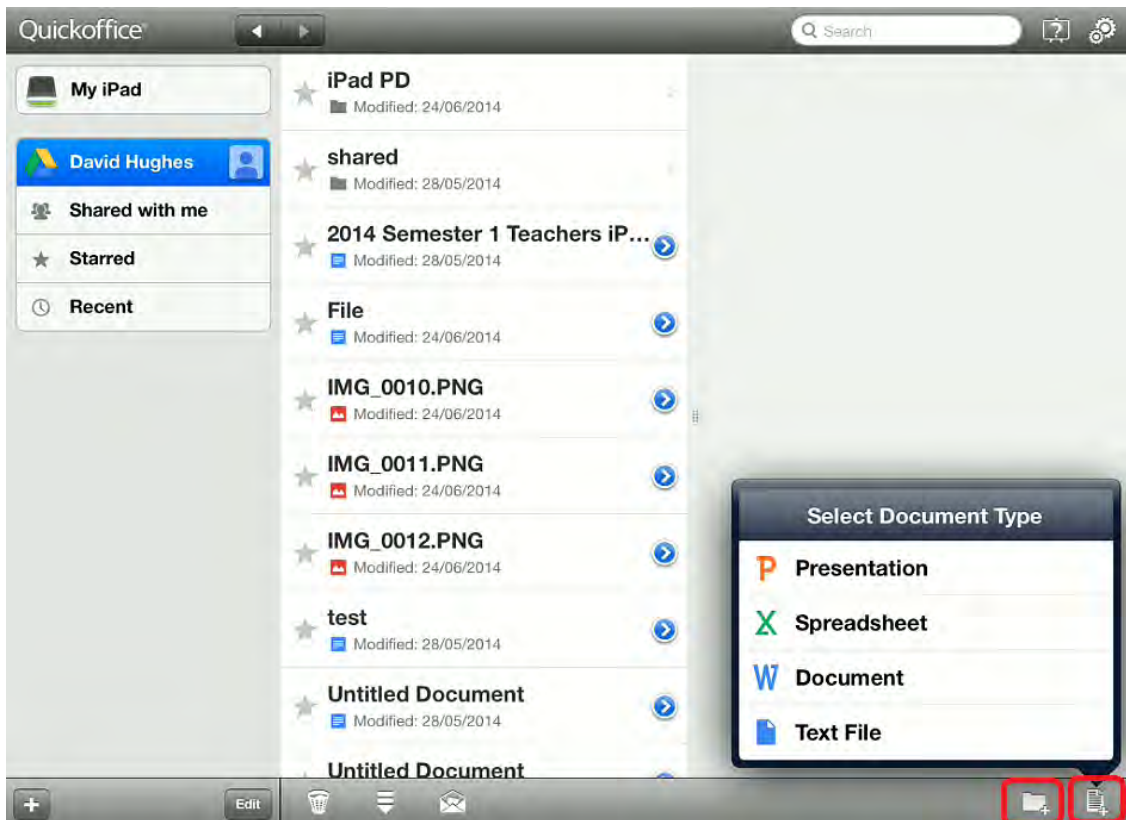 Quickoffice®
Search
My iPad
David Hughes
Shared with me
Starred
Recent
iPad PD
Modified: 24/06/2014
shared
Modified: 28/05/2014
2014 Semester 1 Teachers iP...
Modified: 28/05/2014
File
Modified: 24/06/2014
IMG_0010.PNG
Modified: 24/06/2014
IMG_0011.PNG
Modified: 24/06/2014
IMG_0012.PNG
Modified: 24/06/2014
test
Modified: 28/05/2014
Untitled Document
Modified: 28/05/2014
Untitled Document
Select Document Type
P Presentation
X Spreadsheet
W Document
Text File
Edit